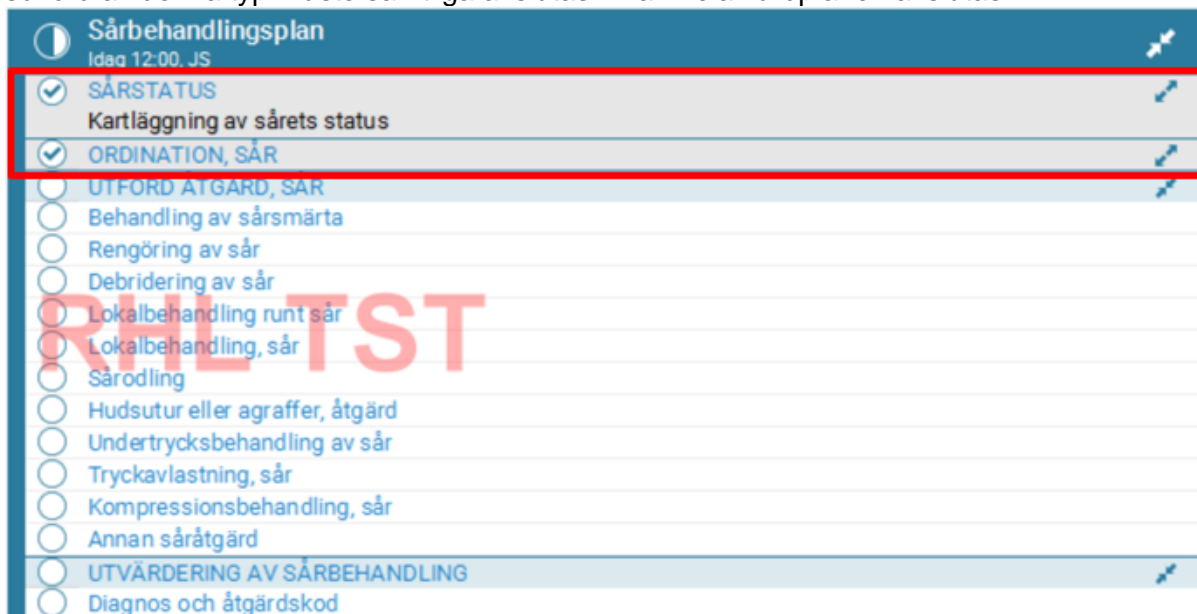 Sårbehandlingsplan
Idag 12:00, JS
SÅRSTATUS
Kartläggning av sårets status
ORDINATION, SÅR
UTFÖRD ÅTGÄRD, SÅR
Behandling av sårsmärta
Rengöring av sår
Debridering av sår
Lokalbehandling runt sår
Lokalbehandling, sår
RHL TST
Sårodling
Hudsutur eller agraffer, åtgärd
Undertrycksbehandling av sår
Tryckavlastning, sår
Kompressionsbehandling, sår
Annan såråtgärd
UTVÄRDERING AV SÅRBEHANDLING
Diagnos och åtgärdskod